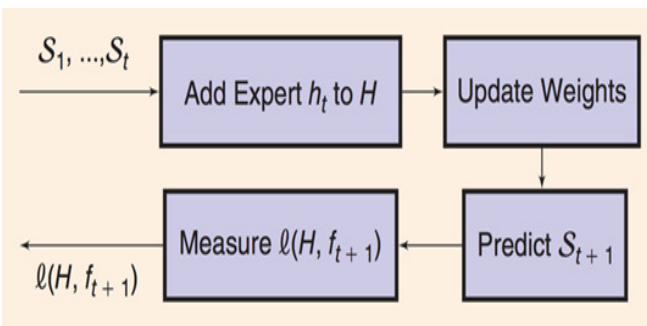 S₁, ...,Sₜ
Add Expert hₜ to H
Update Weights
Predict Sₜ₊₁
Measure ℓ(H, fₜ₊₁)
ℓ(H, fₜ₊₁)